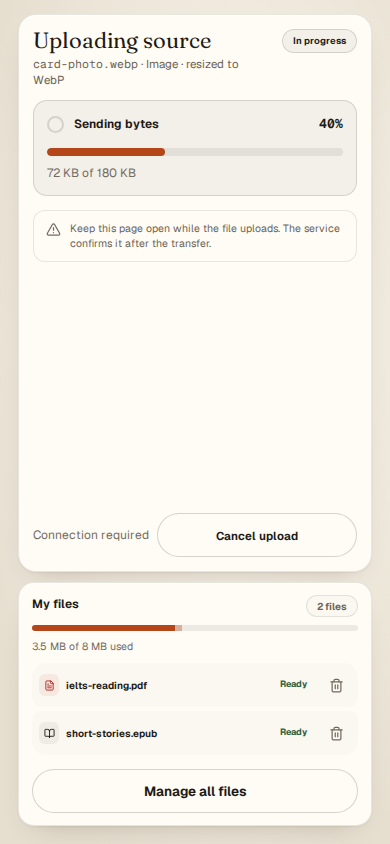 Uploading source
In progress
card-photo.webp · Image · resized to
WebP
Sending bytes
40%
72 KB of 180 KB
Keep this page open while the file uploads. The service
confirms it after the transfer.
Connection required
Cancel upload
My files
2 files
3.5 MB of 8 MB used
ielts-reading.pdf
Ready
short-stories.epub
Ready
Manage all files